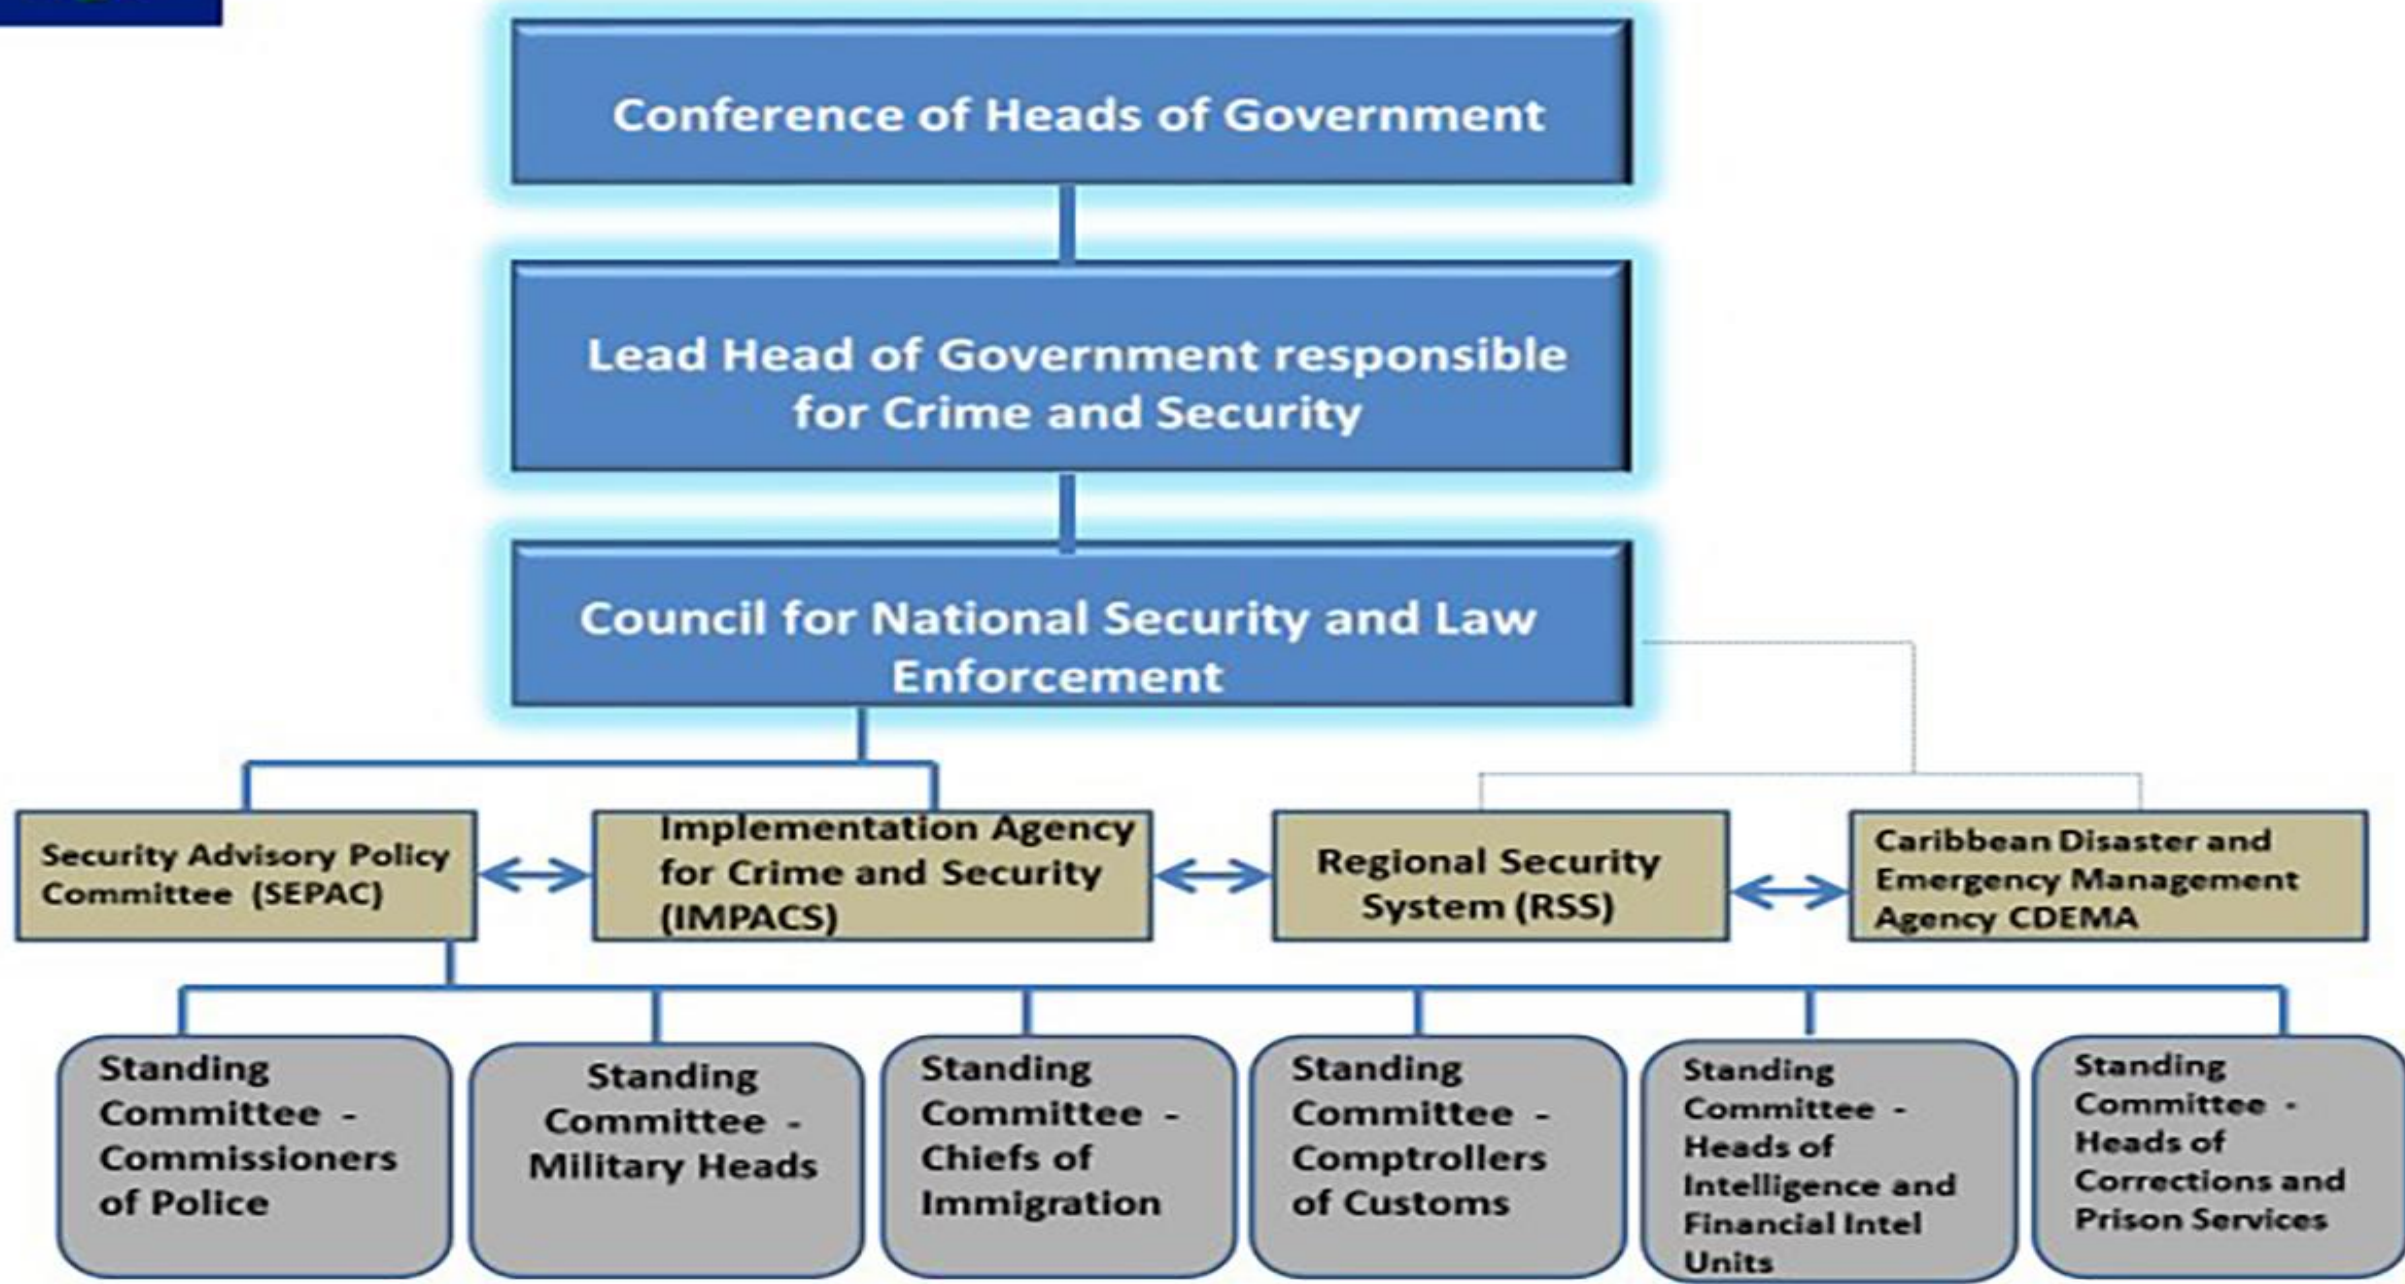 Conference of Heads of Government
Lead Head of Government responsible
for Crime and Security
Council for National Security and Law
Enforcement
Security Advisory Policy
Committee (SEPAC)
Implementation Agency
for Crime and Security
(IMPACS)
Regional Security
System (RSS)
Caribbean Disaster and
Emergency Management
Agency CDEMA
Standing
Committee -
Commissioners
of Police
Standing
Committee -
Military Heads
Standing
Committee -
Chiefs of
Immigration
Standing
Committee -
Comptrollers
of Customs
Standing
Committee -
Heads of
Intelligence and
Financial Intel
Units
Standing
Committee -
Heads of
Corrections and
Prison Services